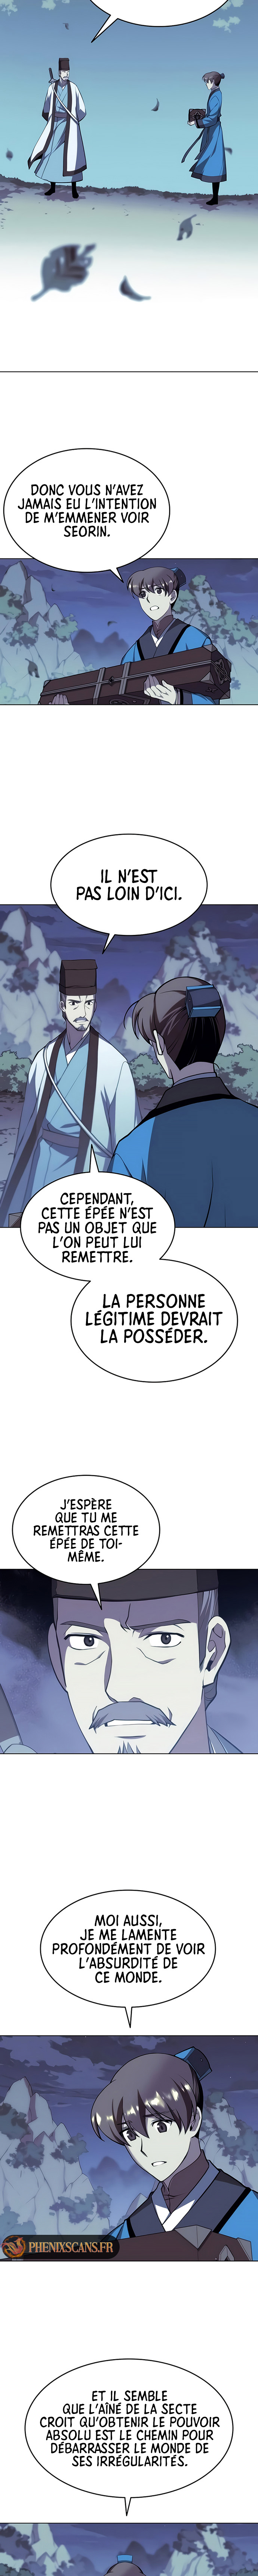 DONC VOUS N'AVEZ
JAMAIS EU L'INTENTION
DE M'EMMENER VOIR
SEORIN.
IL N'EST
PAS LOIN D'ICI.
CEPENDANT,
CETTE ÉPÉE N'EST
PAS UN OBJET QUE
L'ON PEUT LUI
REMETTRE.
LA PERSONNE
LÉGITIME DEVRAIT
LA POSSÉDER.
J'ESPÈRE
QUE TU ME
REMETTRAS CETTE
ÉPÉE DE TOI-
MÊME.
MOI AUSSI,
JE ME LAMENTE
PROFONDÉMENT DE VOIR
L'ABSURDITÉ DE
CE MONDE.
PHENIXSCANS.FR
ET IL SEMBLE
QUE L'AÎNÉ DE LA SECTE
CROIT QU'OBTENIR LE POUVOIR
ABSOLU EST LE CHEMIN POUR
DÉBARRASSER LE MONDE DE
SES IRRÉGULARITÉS.